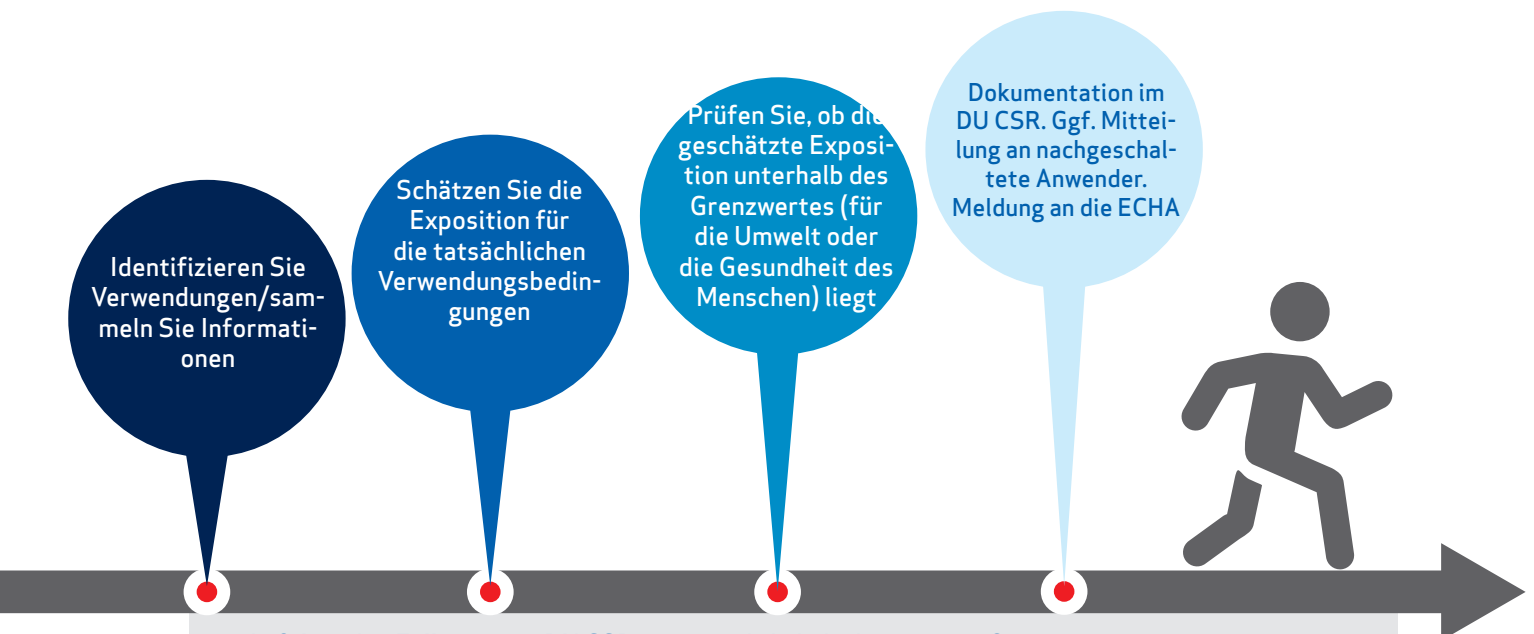 Identifizieren Sie
Verwendungen/sam-
meln Sie Informati-
onen
Schätzen Sie die
Exposition für
die tatsächlichen
Verwendungsbedin-
gungen
Prüfen Sie, ob die
geschätzte Exposi-
tion unterhalb des
Grenzwertes (für
die Umwelt oder
die Gesundheit des
Menschen) liegt
Dokumentation im
DU CSR. Ggf. Mittei-
lung an nachgeschal-
tete Anwender.
Meldung an die ECHA